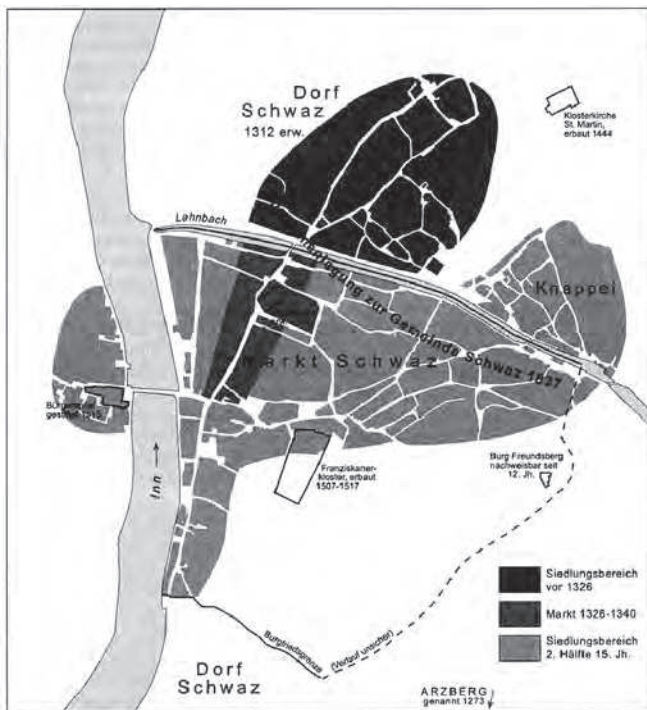 Dorf
Schwaz
1312 erw.
Klosterkirche
St. Martin,
erbaut 1444
Lahnbach
zur Gemeinde Schwaz
Knappei
Markt Schwaz
Inn
Franziskaner-
kloster, erbaut
1507-1517
Burg Freundsberg
nachweisbar seit
12. Jh.
Siedlungsbereich
vor 1326
Markt 1326-1340
Siedlungsbereich
2. Hälfte 15. Jh.
Burgfriedsgrenze
(Verlauf unsicher)
Dorf
Schwaz
ARZBERG
genannt 1273